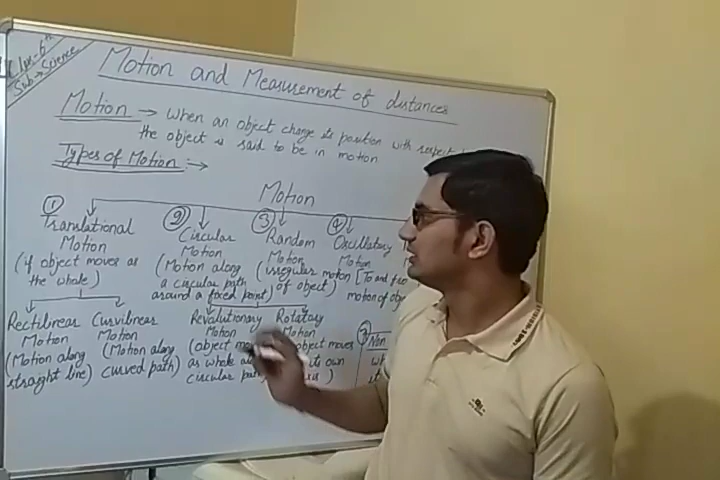 Class-6th
Sub→Science
Motion and Measurement of distances
Motion → When an object change its position with respect
the object is said to be in motion
Types of Motion :→
Motion
① Translational Motion
(if object moves as the whole)
② Circular Motion
(Motion along a circular path around a fixed point)
③ Random Motion
(irregular motion of object)
④ Oscillatory Motion
[To and fro motion of
Rectilinear Motion
(Motion along straight line)
Curvilinear Motion
(Motion along curved path)
Revolutionary Motion
(object
as whole
circular path
Rotatory Motion
object moves
its own
⑦ Non